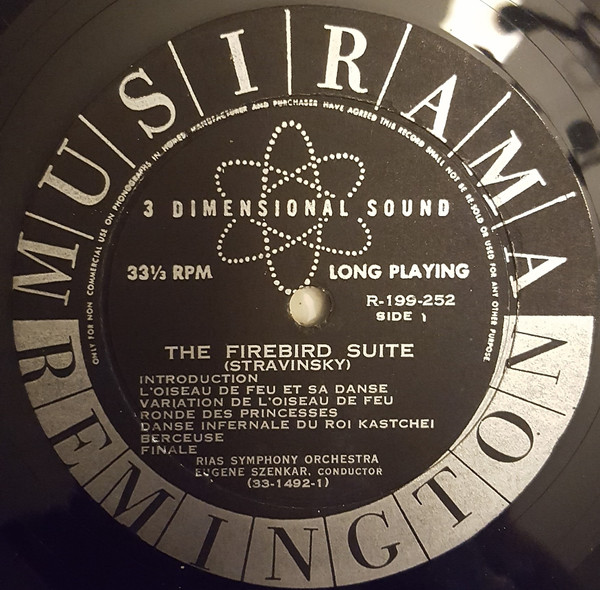 MUSIRAMA
ONLY FOR NON COMMERCIAL USE ON PHONOGRAPHS IN HOMES. MANUFACTURER AND PURCHASER HAVE AGREED THIS RECORD SHALL NOT BE RE-SOLD OR USED FOR ANY OTHER PURPOSE
3 DIMENSIONAL SOUND
33⅓ RPM LONG PLAYING
R-199-252
SIDE 1
THE FIREBIRD SUITE
(STRAVINSKY)
INTRODUCTION
L'OISEAU DE FEU ET SA DANSE
VARIATION DE L'OISEAU DE FEU
RONDE DES PRINCESSES
DANSE INFERNALE DU ROI KASTCHEI
BERCEUSE
FINALE
RIAS SYMPHONY ORCHESTRA
EUGENE SZENKAR, CONDUCTOR
(33-1492-1)
REMINGTON